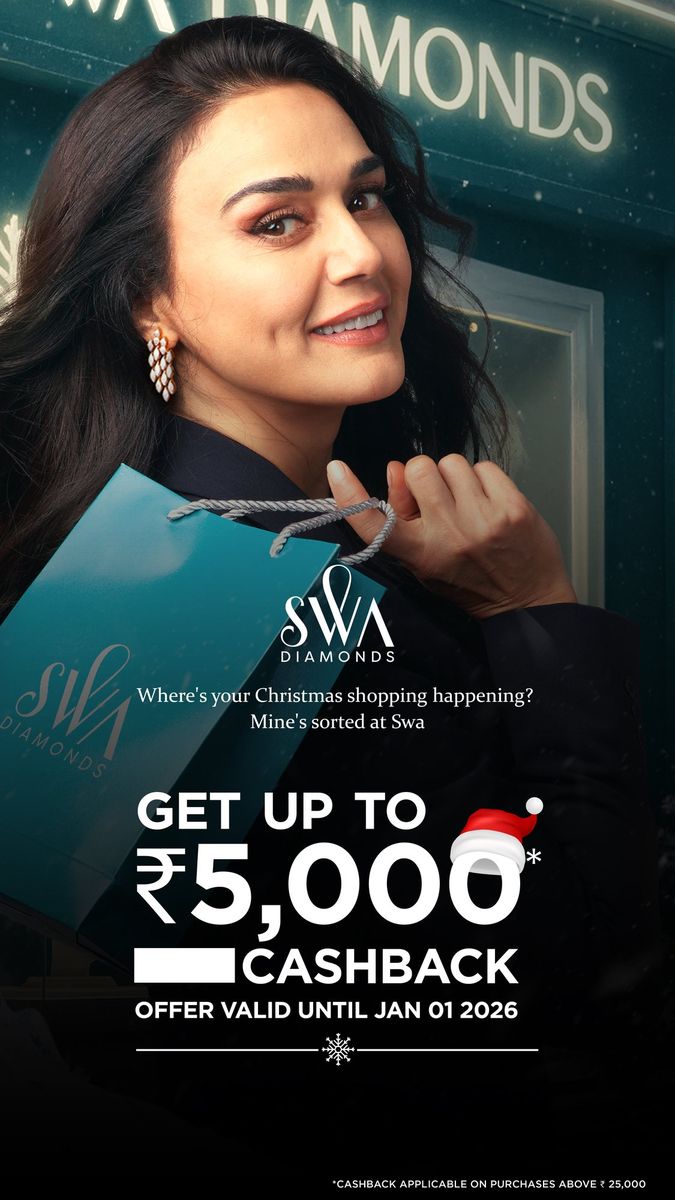 SWA DIAMONDS
SWA
DIAMONDS
SWA
DIAMONDS
Where's your Christmas shopping happening?
Mine's sorted at Swa
GET UP TO
₹5,000*
CASHBACK
OFFER VALID UNTIL JAN 01 2026
*CASHBACK APPLICABLE ON PURCHASES ABOVE ₹ 25,000